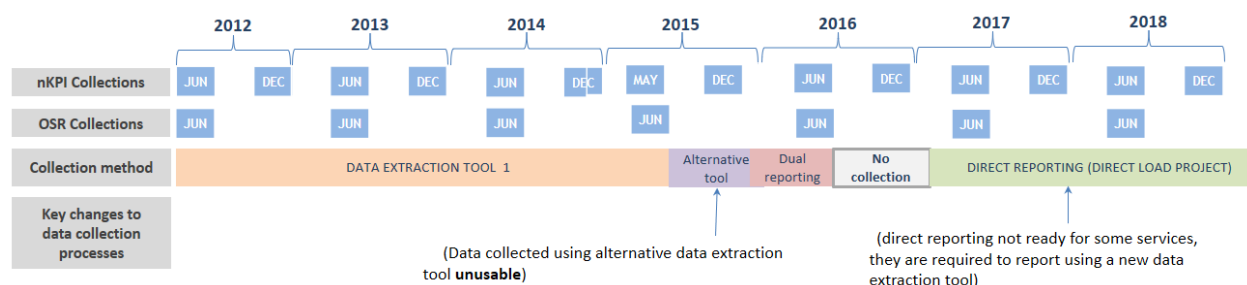 2012 2013 2014 2015 2016 2017 2018
nKPI Collections JUN DEC JUN DEC JUN DEC MAY DEC JUN DEC JUN DEC JUN DEC
OSR Collections JUN JUN JUN JUN JUN JUN JUN
Collection method DATA EXTRACTION TOOL 1 Alternative tool Dual reporting No collection DIRECT REPORTING (DIRECT LOAD PROJECT)
Key changes to
data collection
processes
(Data collected using alternative data extraction
tool unusable)
(direct reporting not ready for some services,
they are required to report using a new data
extraction tool)